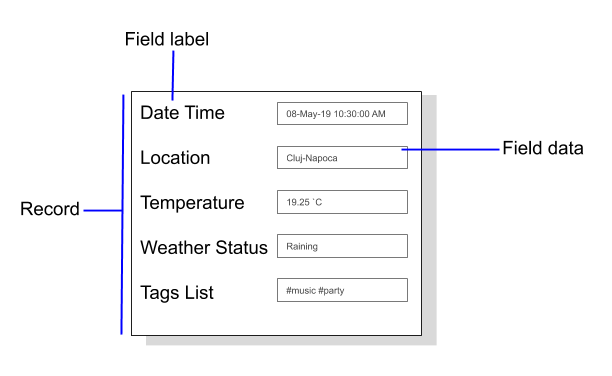 Field label
Date Time 08-May-19 10:30:00 AM
Field data
Location Cluj-Napoca
Temperature 19.25 `C
Record
Weather Status Raining
Tags List #music #party